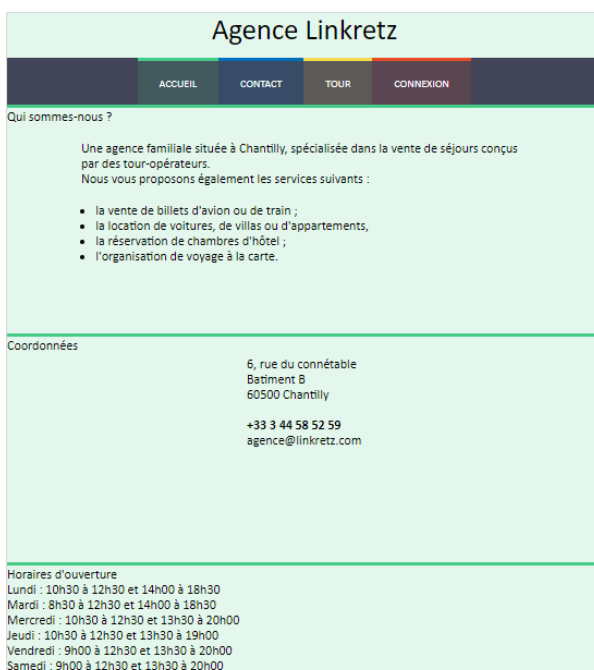 Agence Linkretz
ACCUEIL CONTACT TOUR CONNEXION
Qui sommes-nous ?
Une agence familiale située à Chantilly, spécialisée dans la vente de séjours conçus
par des tour-opérateurs.
Nous vous proposons également les services suivants :
• la vente de billets d'avion ou de train ;
• la location de voitures, de villas ou d'appartements,
• la réservation de chambres d'hôtel ;
• l'organisation de voyage à la carte.
Coordonnées
6, rue du connétable
Batiment B
60500 Chantilly
+33 3 44 58 52 59
agence@linkretz.com
Horaires d'ouverture
Lundi : 10h30 à 12h30 et 14h00 à 18h30
Mardi : 8h30 à 12h30 et 14h00 à 18h30
Mercredi : 10h30 à 12h30 et 13h30 à 20h00
Jeudi : 10h30 à 12h30 et 13h30 à 19h00
Vendredi : 9h00 à 12h30 et 13h30 à 20h00
Samedi : 9h00 à 12h30 et 13h30 à 20h00